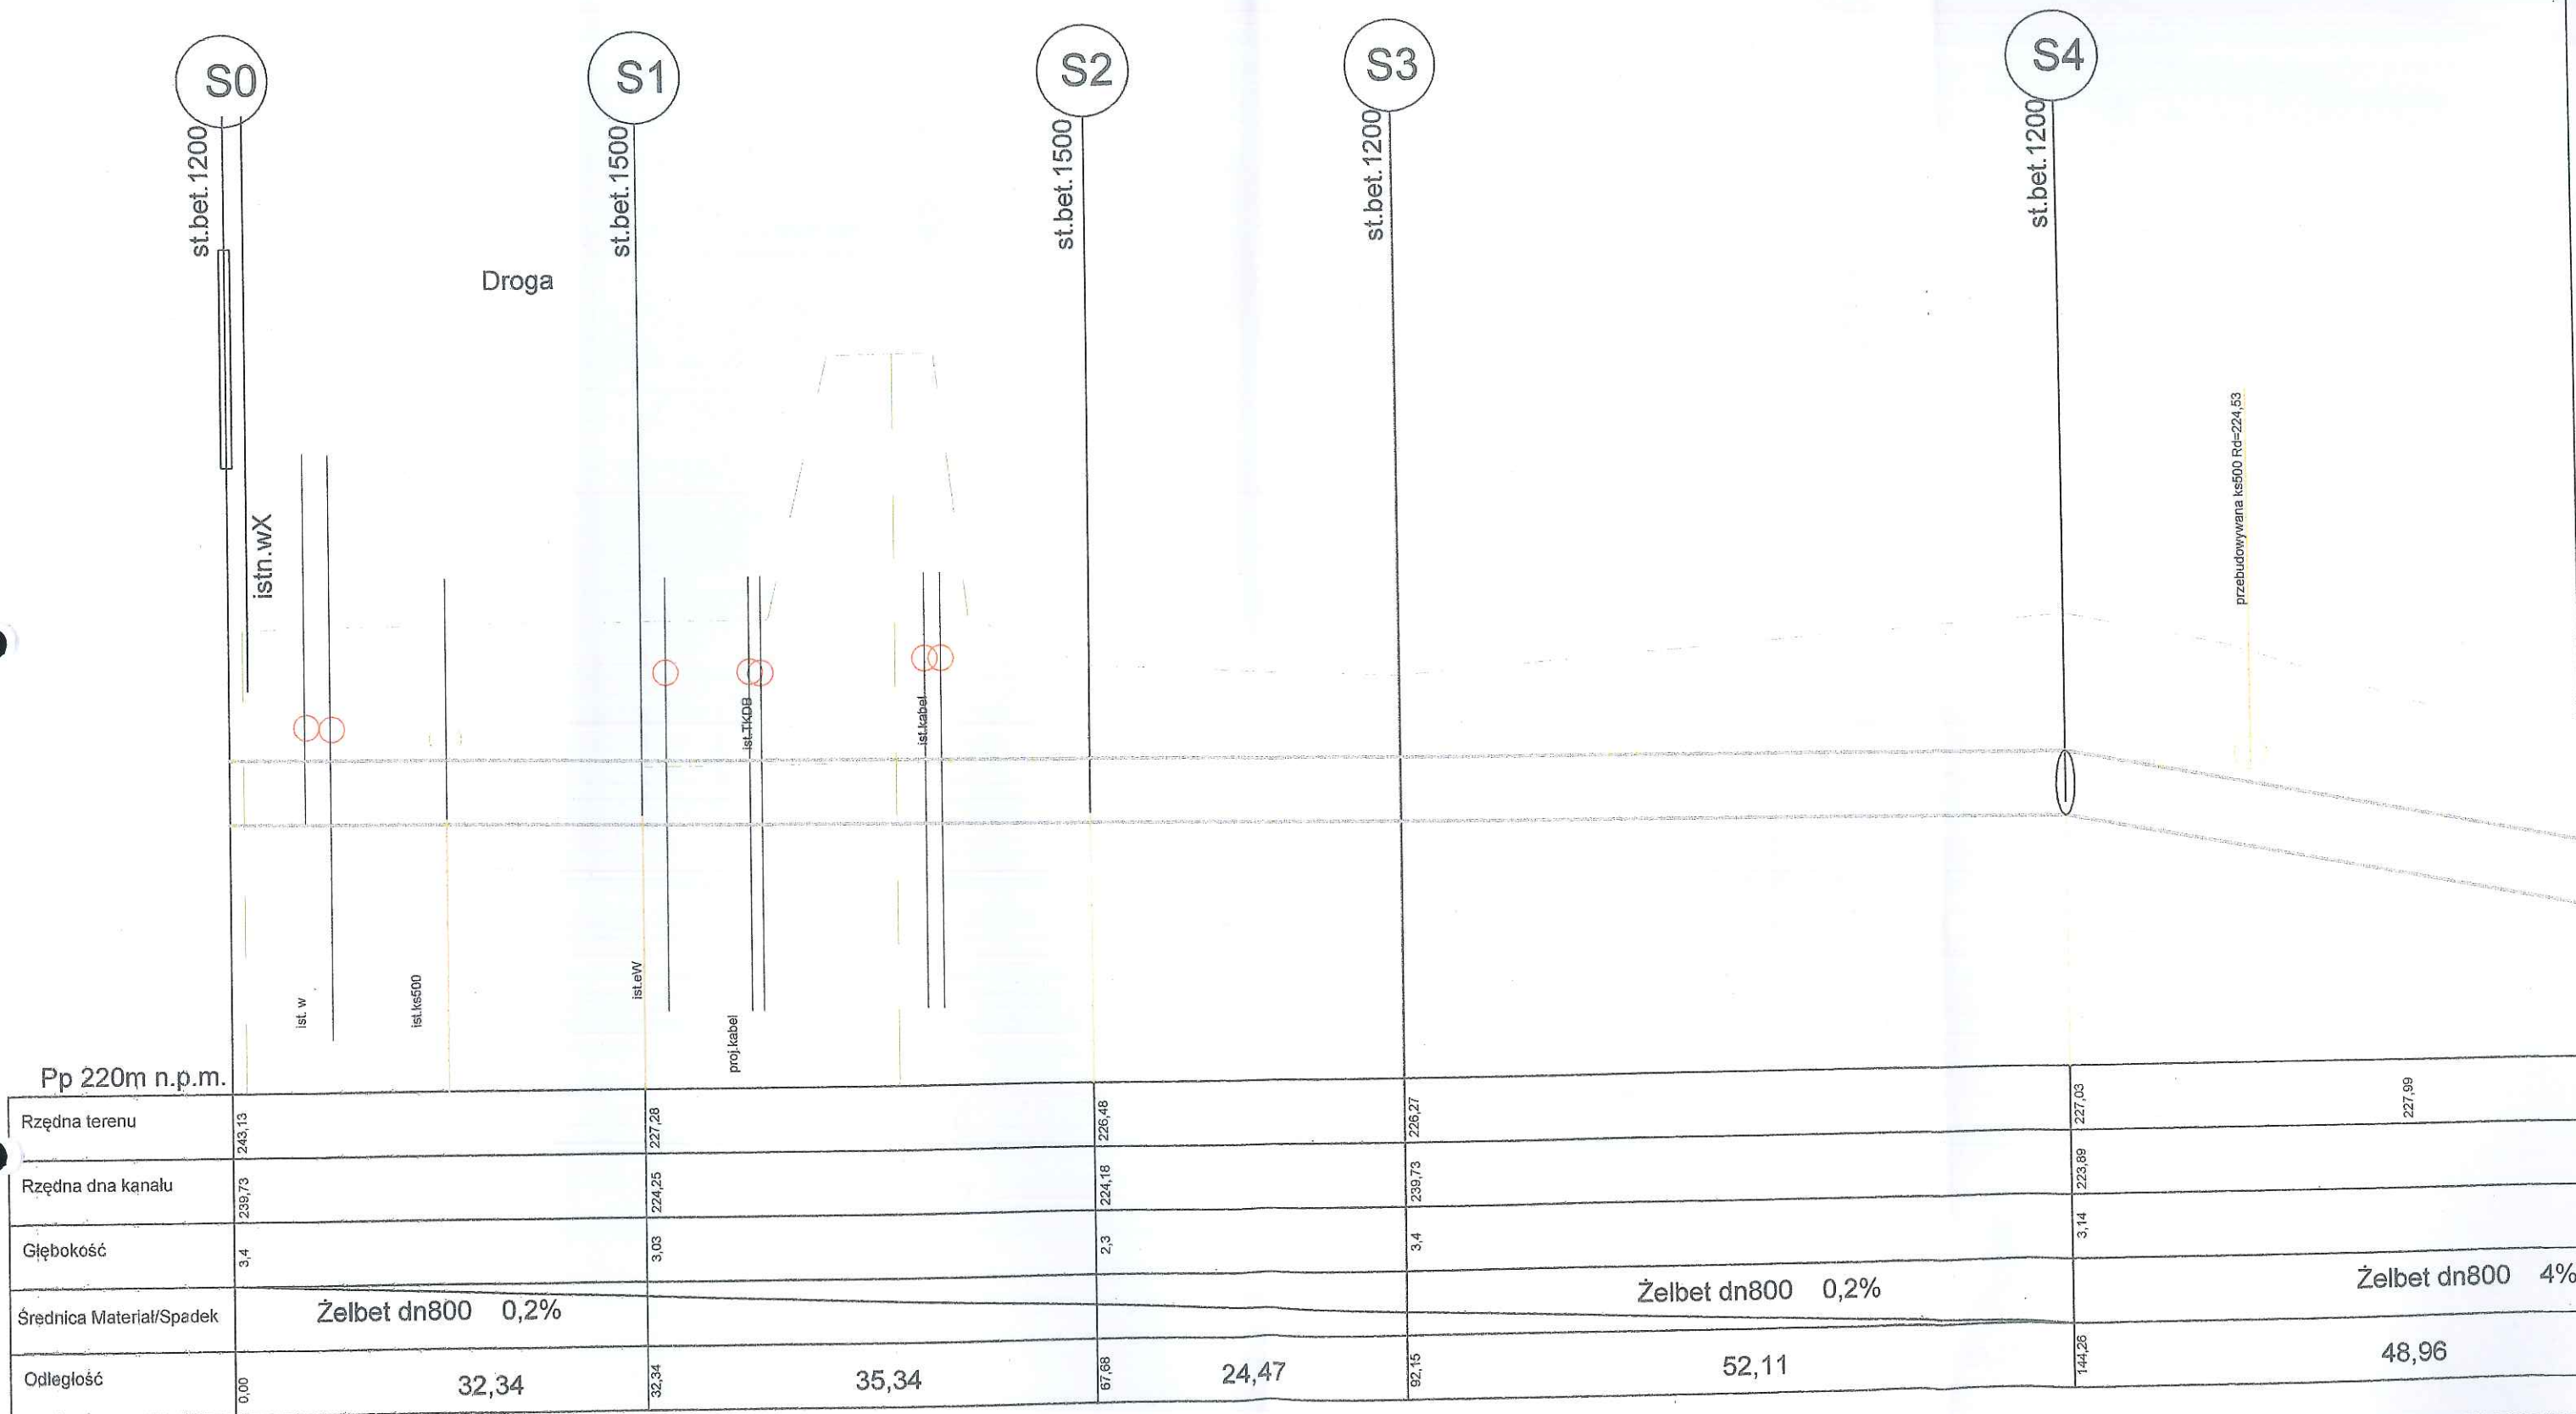 S0
S1
S2
S3
S4
st.bet.1200
st.bet.1500
st.bet.1500
st.bet.1200
st.bet.1200
Droga
istn.wX
przebudowywana ks500 Rd=224,53
ist.TKDB
ist.kabel
ist. w
ist.ks500
ist.eW
proj.kabel
Pp 220m n.p.m.
Rzędna terenu 243,13 227,28 226,48 226,27 227,03 227,99
Rzędna dna kanału 239,73 224,25 224,18 239,73 223,89
Głębokość 3,4 3,03 2,3 3,4 3,14
Średnica Materiał/Spadek Żelbet dn800 0,2% Żelbet dn800 0,2% Żelbet dn800 4%
Odległość 0,00 32,34 32,34 35,34 67,68 24,47 92,15 52,11 144,26 48,96